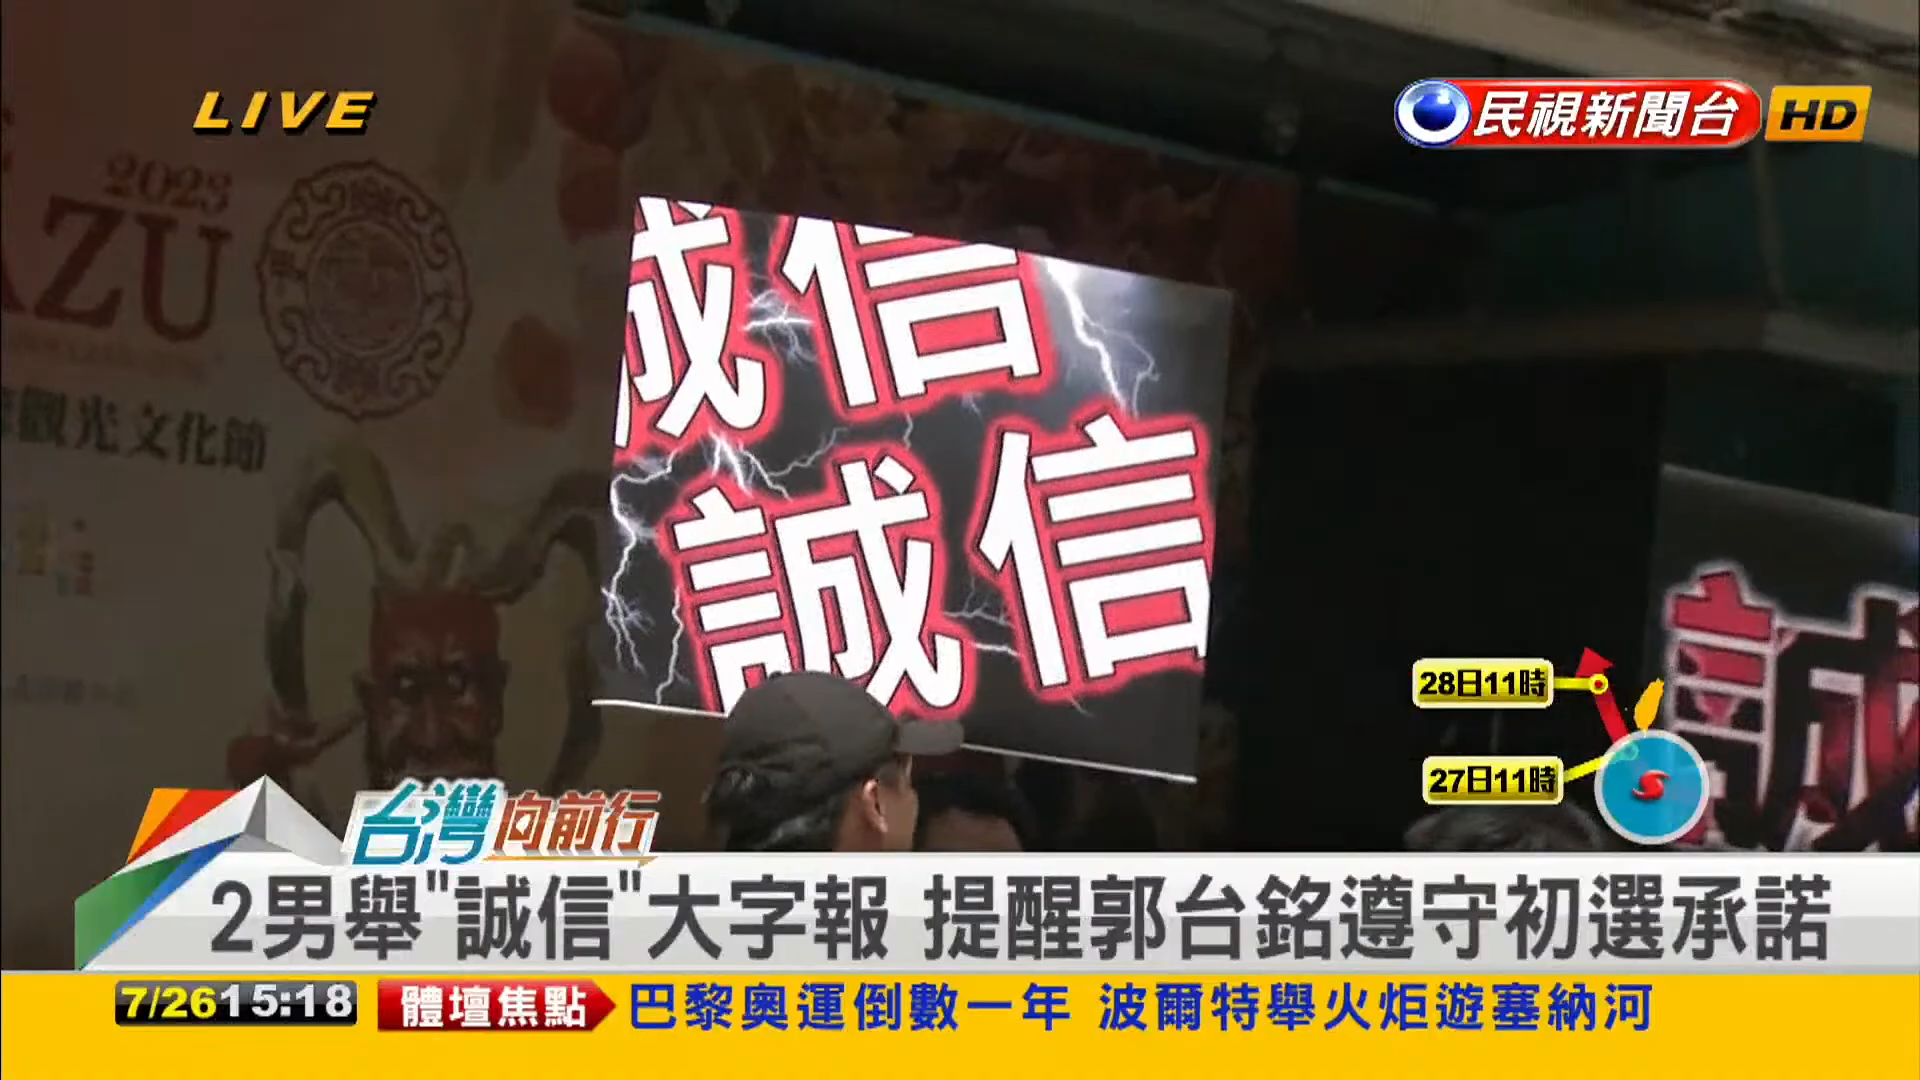 LIVE
民視新聞台 HD
2023
AZU
觀光文化節
誠信
誠信
誠
28日11時
27日11時
台灣向前行
2男舉"誠信"大字報 提醒郭台銘遵守初選承諾
7/26 15:18 體壇焦點 巴黎奧運倒數一年 波爾特舉火炬遊塞納河